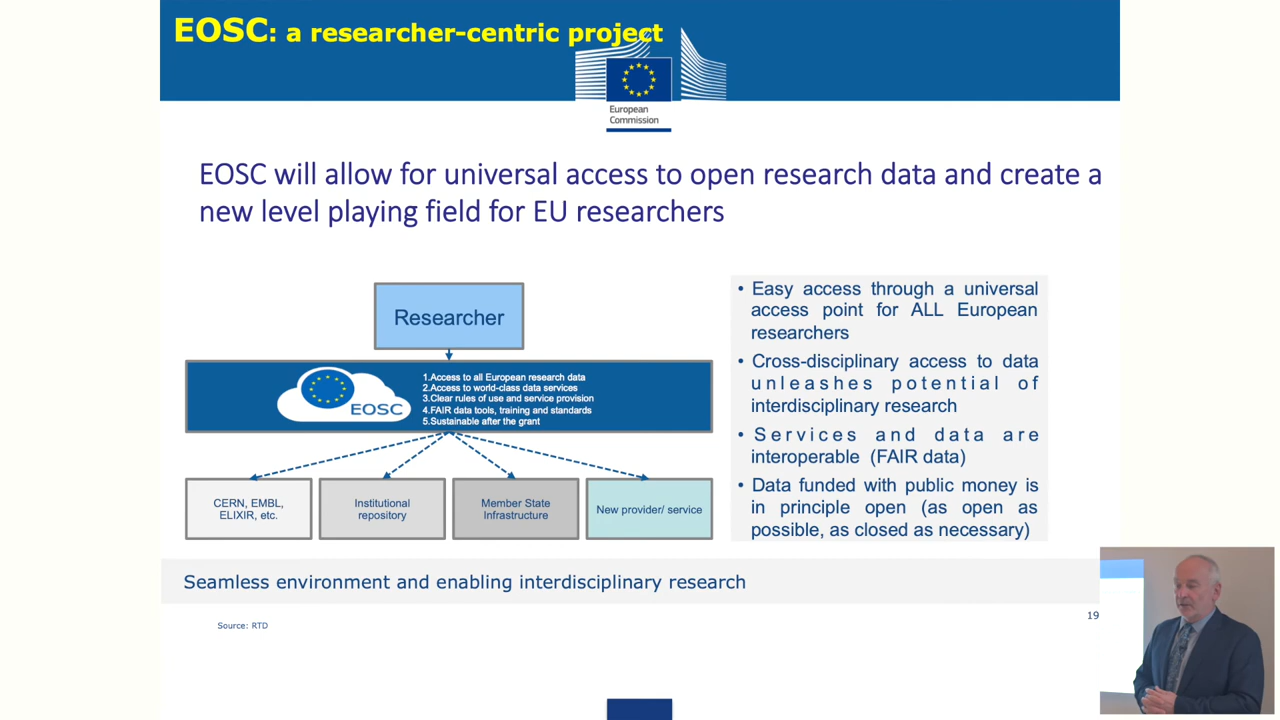 EOSC: a researcher-centric project
European
Commission
EOSC will allow for universal access to open research data and create a
new level playing field for EU researchers
Researcher
EOSC
1.Access to all European research data
2.Access to world-class data services
3.Clear rules of use and service provision
4.FAIR data tools, training and standards
5.Sustainable after the grant
CERN, EMBL,
ELIXIR, etc.
Institutional
repository
Member State
Infrastructure
New provider/ service
• Easy access through a universal
access point for ALL European
researchers
• Cross-disciplinary access to data
unleashes potential of
interdisciplinary research
• Services and data are
interoperable (FAIR data)
• Data funded with public money is
in principle open (as open as
possible, as closed as necessary)
Seamless environment and enabling interdisciplinary research
19
Source: RTD